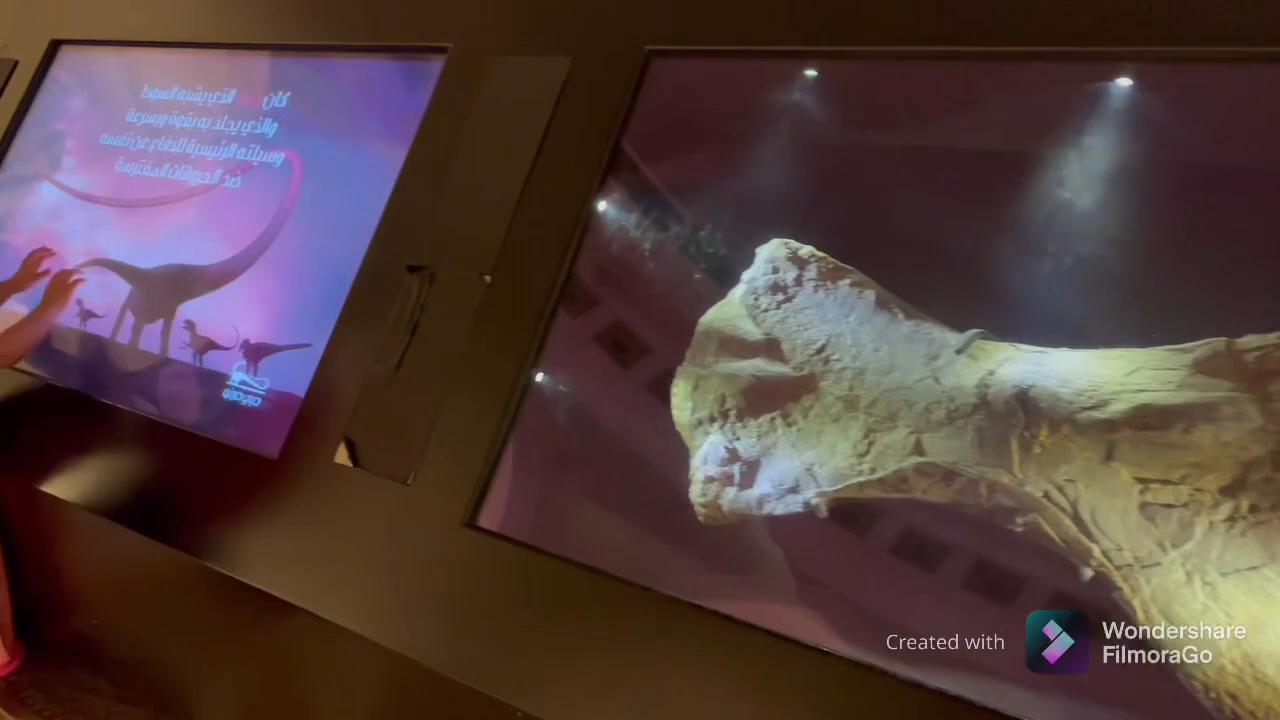 كان ذيله الذي يشبه السوط
والذي يجلد به بقوة وبسرعة
وسيلته الرئيسية للدفاع عن نفسه
ضد الحيوانات المفترسة
Created with
Wondershare
FilmoraGo